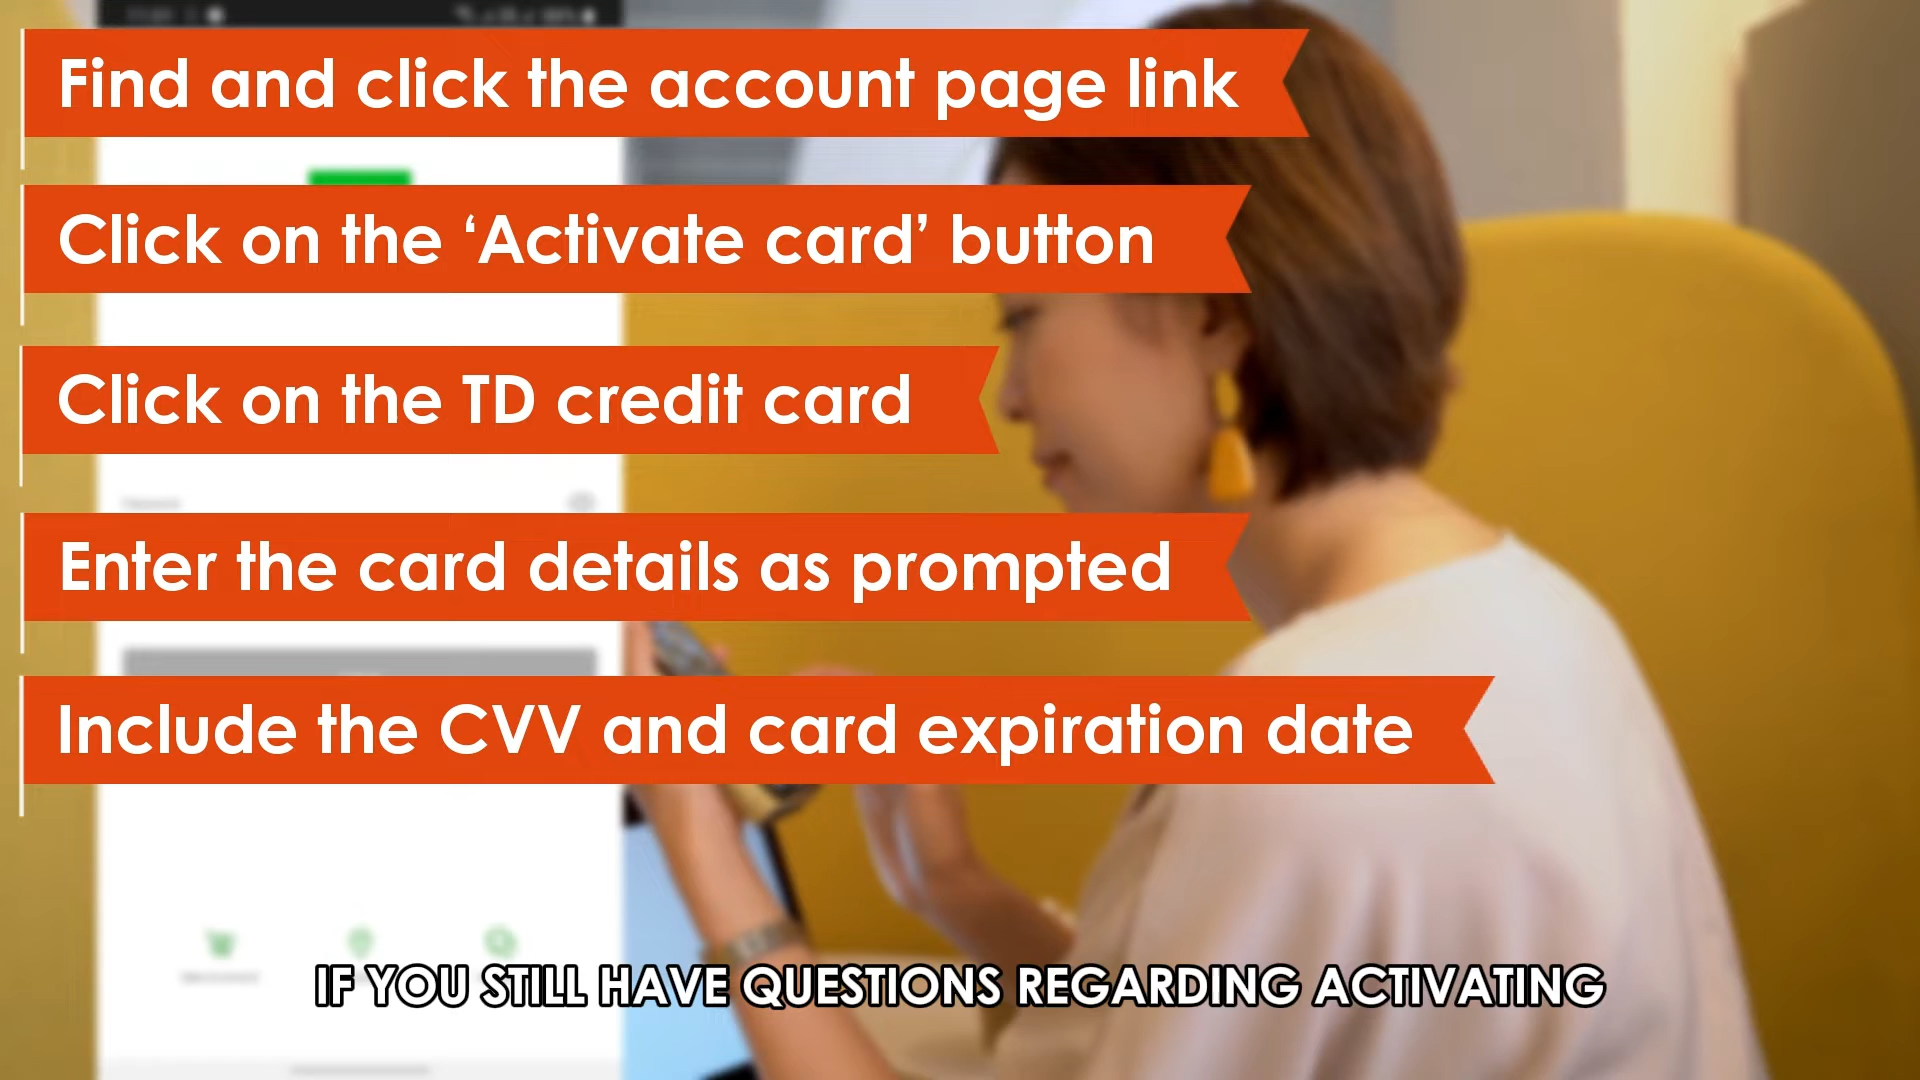 Find and click the account page link
Click on the ‘Activate card’ button
Click on the TD credit card
Enter the card details as prompted
Include the CVV and card expiration date
IF YOU STILL HAVE QUESTIONS REGARDING ACTIVATING